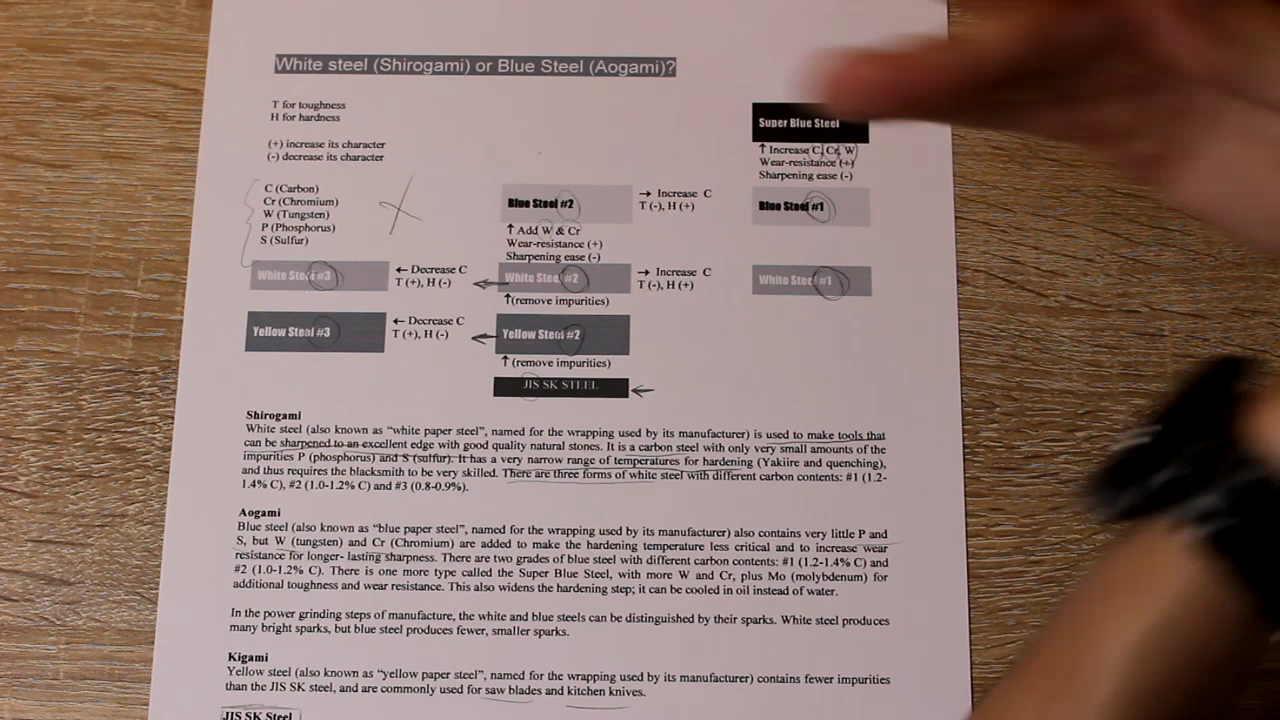 White steel (Shirogami) or Blue Steel (Aogami)?
T for toughness
H for hardness
(+) increase its character
(-) decrease its character
Super Blue Steel
↑ Increase C, Cr, W
Wear-resistance (+)
Sharpening ease (-)
C (Carbon)
Cr (Chromium)
W (Tungsten)
P (Phosphorus)
S (Sulfur)
Blue Steel #2
→ Increase C
T (-), H (+)
Blue Steel #1
↑ Add W & Cr
Wear-resistance (+)
Sharpening ease (-)
White Steel #3
← Decrease C
T (+), H (-)
White Steel #2
→ Increase C
T (-), H (+)
White Steel #1
↑(remove impurities)
Yellow Steel #3
← Decrease C
T (+), H (-)
Yellow Steel #2
↑ (remove impurities)
JIS SK STEEL
Shirogami
White steel (also known as “white paper steel”, named for the wrapping used by its manufacturer) is used to make tools that
can be sharpened to an excellent edge with good quality natural stones. It is a carbon steel with only very small amounts of the
impurities P (phosphorus) and S (sulfur). It has a very narrow range of temperatures for hardening (Yakiire and quenching),
and thus requires the blacksmith to be very skilled. There are three forms of white steel with different carbon contents: #1 (1.2-
1.4% C), #2 (1.0-1.2% C) and #3 (0.8-0.9%).
Aogami
Blue steel (also known as “blue paper steel”, named for the wrapping used by its manufacturer) also contains very little P and
S, but W (tungsten) and Cr (Chromium) are added to make the hardening temperature less critical and to increase wear
resistance for longer- lasting sharpness. There are two grades of blue steel with different carbon contents: #1 (1.2-1.4% C) and
#2 (1.0-1.2% C). There is one more type called the Super Blue Steel, with more W and Cr, plus Mo (molybdenum) for
additional toughness and wear resistance. This also widens the hardening step; it can be cooled in oil instead of water.
In the power grinding steps of manufacture, the white and blue steels can be distinguished by their sparks. White steel produces
many bright sparks, but blue steel produces fewer, smaller sparks.
Kigami
Yellow steel (also known as “yellow paper steel”, named for the wrapping used by its manufacturer) contains fewer impurities
than the JIS SK steel, and are commonly used for saw blades and kitchen knives.
JIS SK Steel